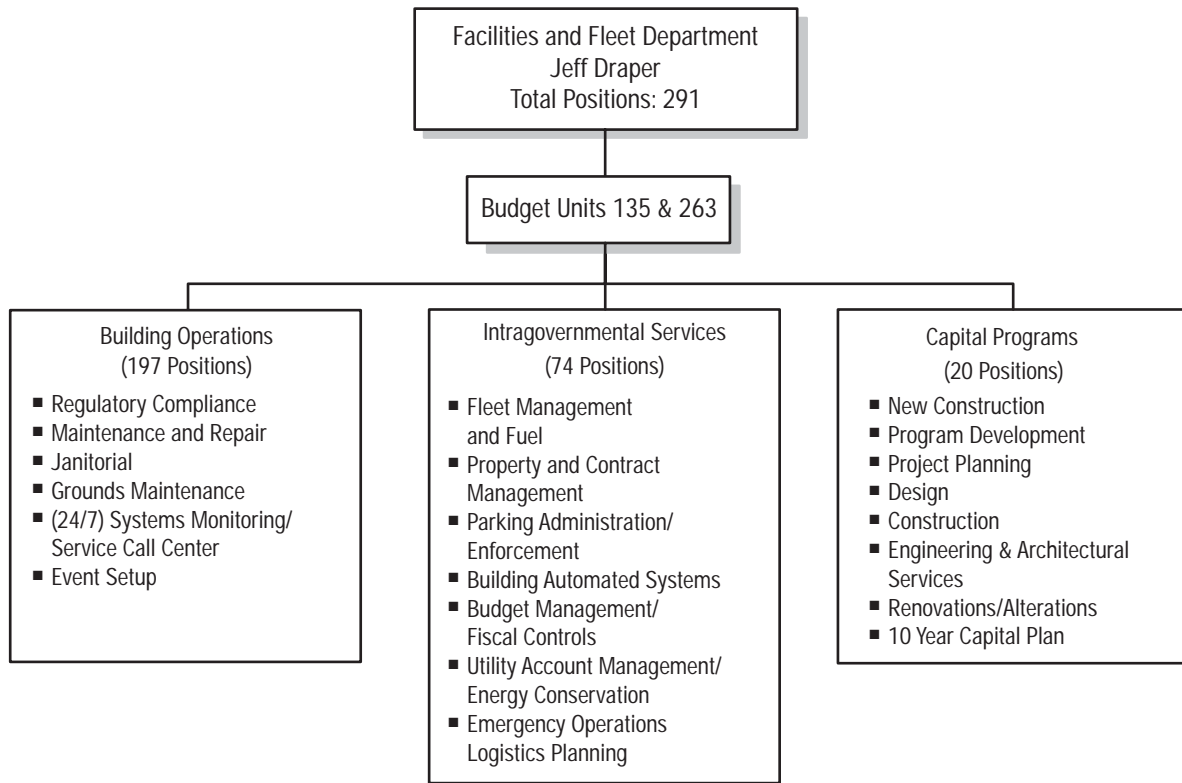 Facilities and Fleet Department
Jeff Draper
Total Positions: 291
Budget Units 135 & 263
Building Operations
(197 Positions)
■ Regulatory Compliance
■ Maintenance and Repair
■ Janitorial
■ Grounds Maintenance
■ (24/7) Systems Monitoring/
Service Call Center
■ Event Setup
Intragovernmental Services
(74 Positions)
■ Fleet Management
and Fuel
■ Property and Contract
Management
■ Parking Administration/
Enforcement
■ Building Automated Systems
■ Budget Management/
Fiscal Controls
■ Utility Account Management/
Energy Conservation
■ Emergency Operations
Logistics Planning
Capital Programs
(20 Positions)
■ New Construction
■ Program Development
■ Project Planning
■ Design
■ Construction
■ Engineering & Architectural
Services
■ Renovations/Alterations
■ 10 Year Capital Plan